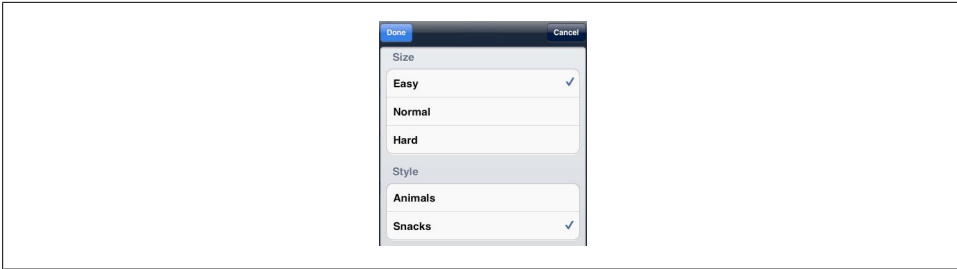 Done Cancel
Size
Easy
Normal
Hard
Style
Animals
Snacks